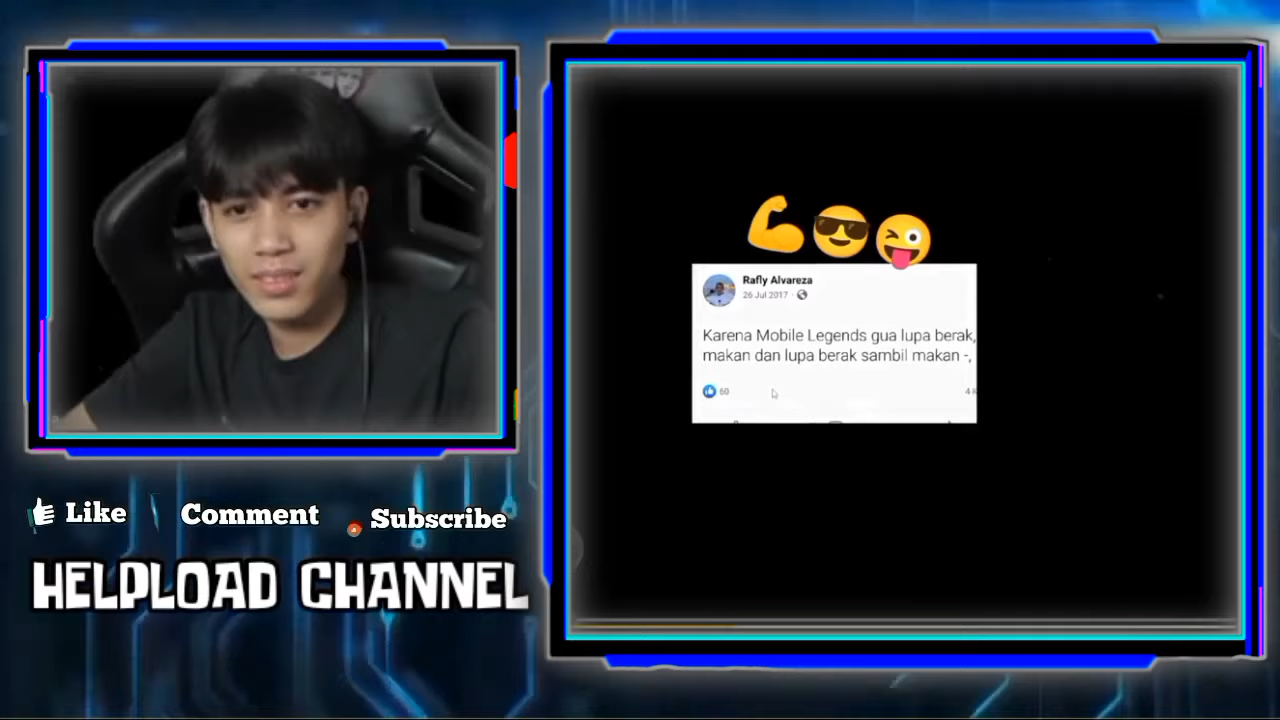 Rafly Alvareza
26 Jul 2017
Karena Mobile Legends gua lupa berak,
makan dan lupa berak sambil makan -,
60
4
Like
Comment
Subscribe
HELPLOAD CHANNEL